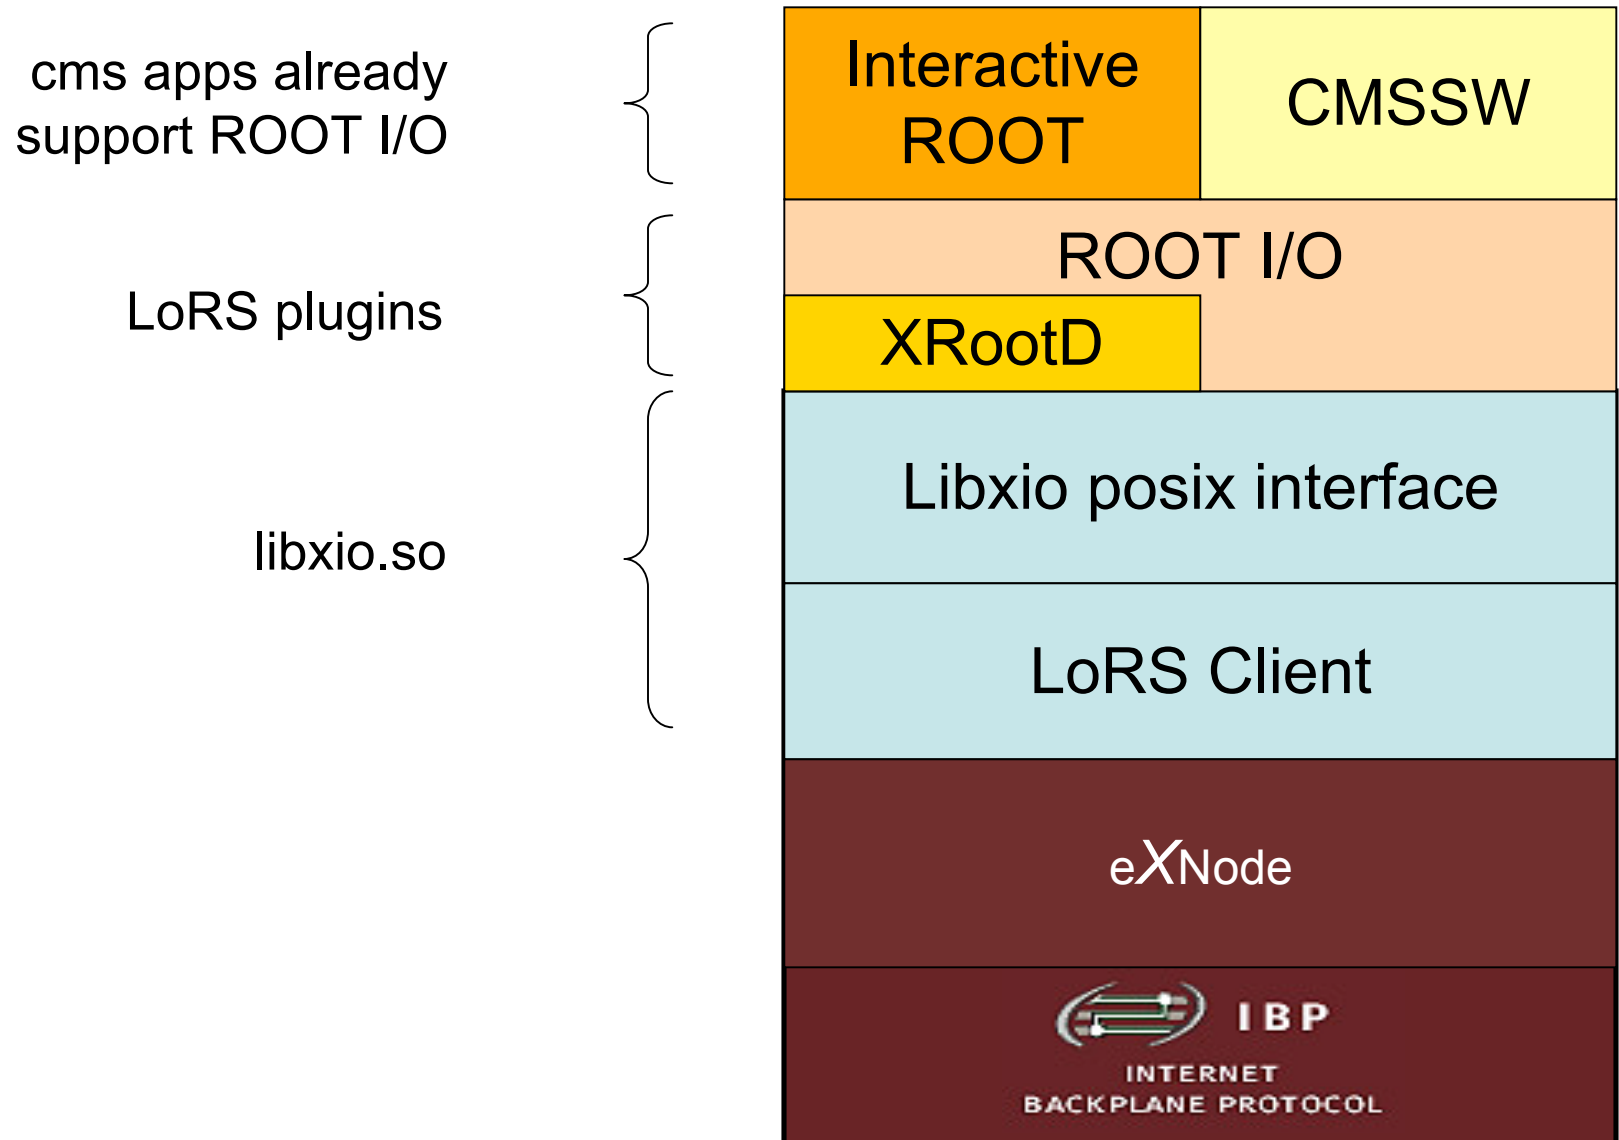 cms apps already
support ROOT I/O
Interactive
ROOT
CMSSW
LoRS plugins
ROOT I/O
XRootD
libxio.so
Libxio posix interface
LoRS Client
eXNode
IBP
INTERNET
BACKPLANE PROTOCOL